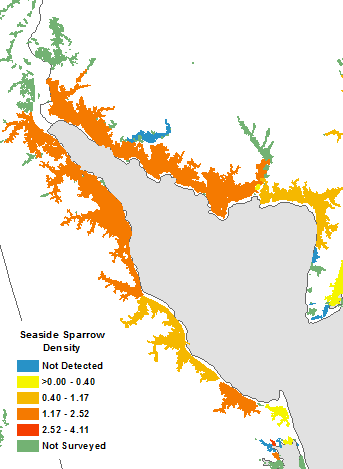 Seaside Sparrow
Density
Not Detected
>0.00 - 0.40
0.40 - 1.17
1.17 - 2.52
2.52 - 4.11
Not Surveyed